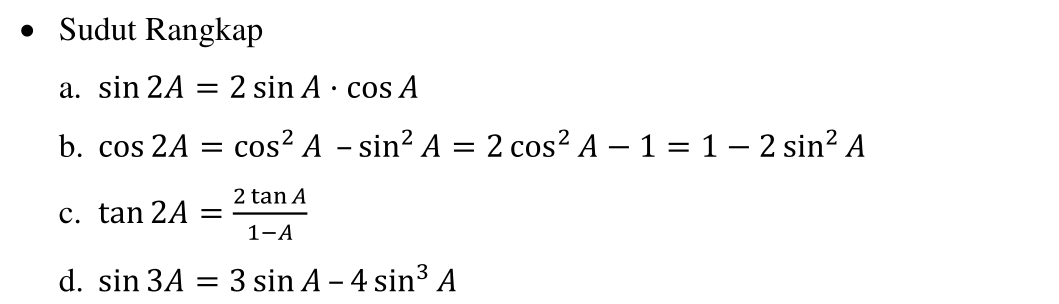 • Sudut Rangkap
a. sin 2A = 2 sin A · cos A
b. cos 2A = cos² A – sin² A = 2 cos² A − 1 = 1 − 2 sin² A
c. tan 2A = \frac{2 tan A}{1−A}
d. sin 3A = 3 sin A – 4 sin³ A